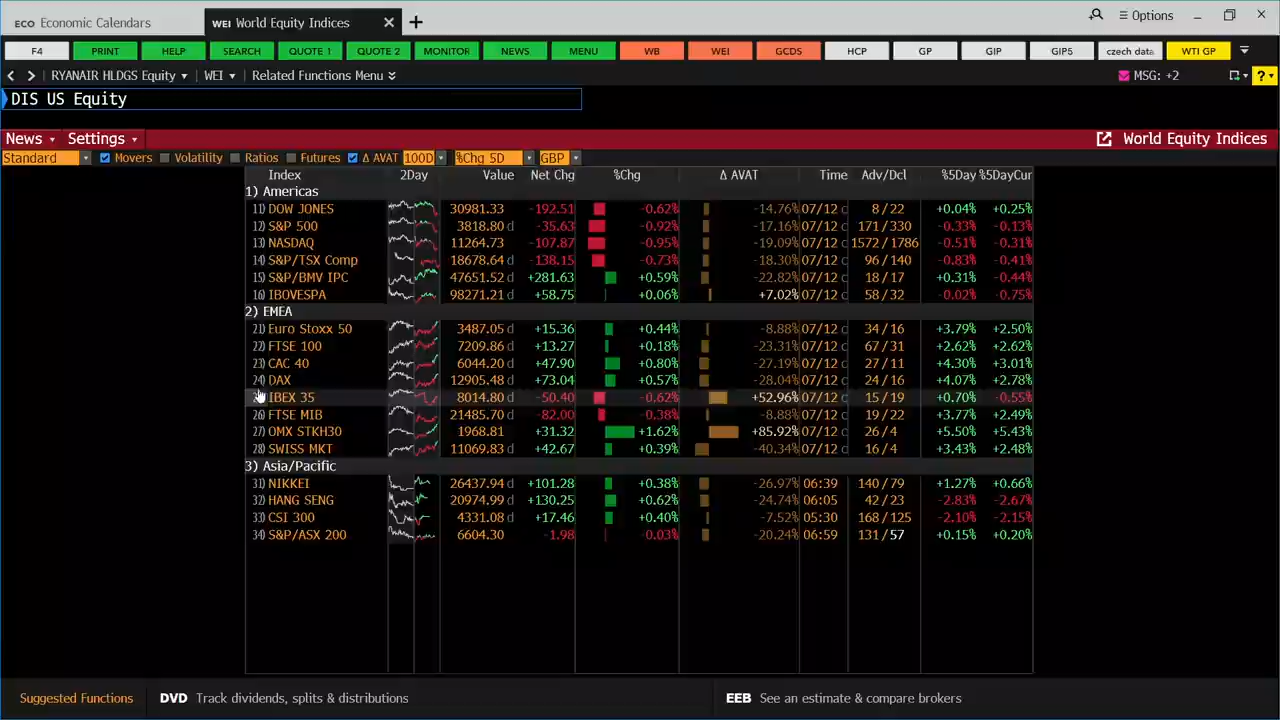 ECO Economic Calendars WEI World Equity Indices Options
F4 PRINT HELP SEARCH QUOTE 1 QUOTE 2 MONITOR NEWS MENU WB WEI GCDS HCP GP GIP GIP5 czech data WTI GP
RYANAIR HLDGS Equity WEI Related Functions Menu MSG: +2 ?
DIS US Equity
News Settings World Equity Indices
Standard Movers Volatility Ratios Futures Δ AVAT 100D %Chg 5D GBP
Index 2Day Value Net Chg %Chg Δ AVAT Time Adv/Dcl %5Day %5DayCur
1) Americas
11) DOW JONES 30981.33 -192.51 -0.62% -14.76% 07/12 c 8/22 +0.04% +0.25%
12) S&P 500 3818.80 d -35.63 -0.92% -17.16% 07/12 c 171/330 -0.33% -0.13%
13) NASDAQ 11264.73 -107.87 -0.95% -19.09% 07/12 c 1572/1786 -0.51% -0.31%
14) S&P/TSX Comp 18678.64 d -138.15 -0.73% -18.30% 07/12 c 96/140 -0.83% -0.41%
15) S&P/BMV IPC 47651.52 d +281.63 +0.59% -22.82% 07/12 c 18/17 +0.31% -0.44%
16) IBOVESPA 98271.21 d +58.75 +0.06% +7.02% 07/12 c 58/32 -0.02% -0.75%
2) EMEA
21) Euro Stoxx 50 3487.05 d +15.36 +0.44% -8.88% 07/12 c 34/16 +3.79% +2.50%
22) FTSE 100 7209.86 d +13.27 +0.18% -23.31% 07/12 c 67/31 +2.62% +2.62%
23) CAC 40 6044.20 d +47.90 +0.80% -27.19% 07/12 c 27/11 +4.30% +3.01%
24) DAX 12905.48 d +73.04 +0.57% -28.04% 07/12 c 24/16 +4.07% +2.78%
IBEX 35 8014.80 d -50.40 -0.62% +52.96% 07/12 c 15/19 +0.70% -0.55%
26) FTSE MIB 21485.70 d -82.00 -0.38% -8.88% 07/12 c 19/22 +3.77% +2.49%
27) OMX STKH30 1968.81 +31.32 +1.62% +85.92% 07/12 c 26/4 +5.50% +5.43%
28) SWISS MKT 11069.83 d +42.67 +0.39% -40.34% 07/12 c 16/4 +3.43% +2.48%
3) Asia/Pacific
31) NIKKEI 26437.94 d +101.28 +0.38% -26.97% 06:39 140/79 +1.27% +0.66%
32) HANG SENG 20974.99 d +130.25 +0.62% -24.74% 06:05 42/23 -2.83% -2.67%
33) CSI 300 4331.08 d +17.46 +0.40% -7.52% 05:30 168/125 -2.10% -2.15%
34) S&P/ASX 200 6604.30 -1.98 -0.03% -20.24% 06:59 131/57 +0.15% +0.20%
Suggested Functions DVD Track dividends, splits & distributions EEB See an estimate & compare brokers